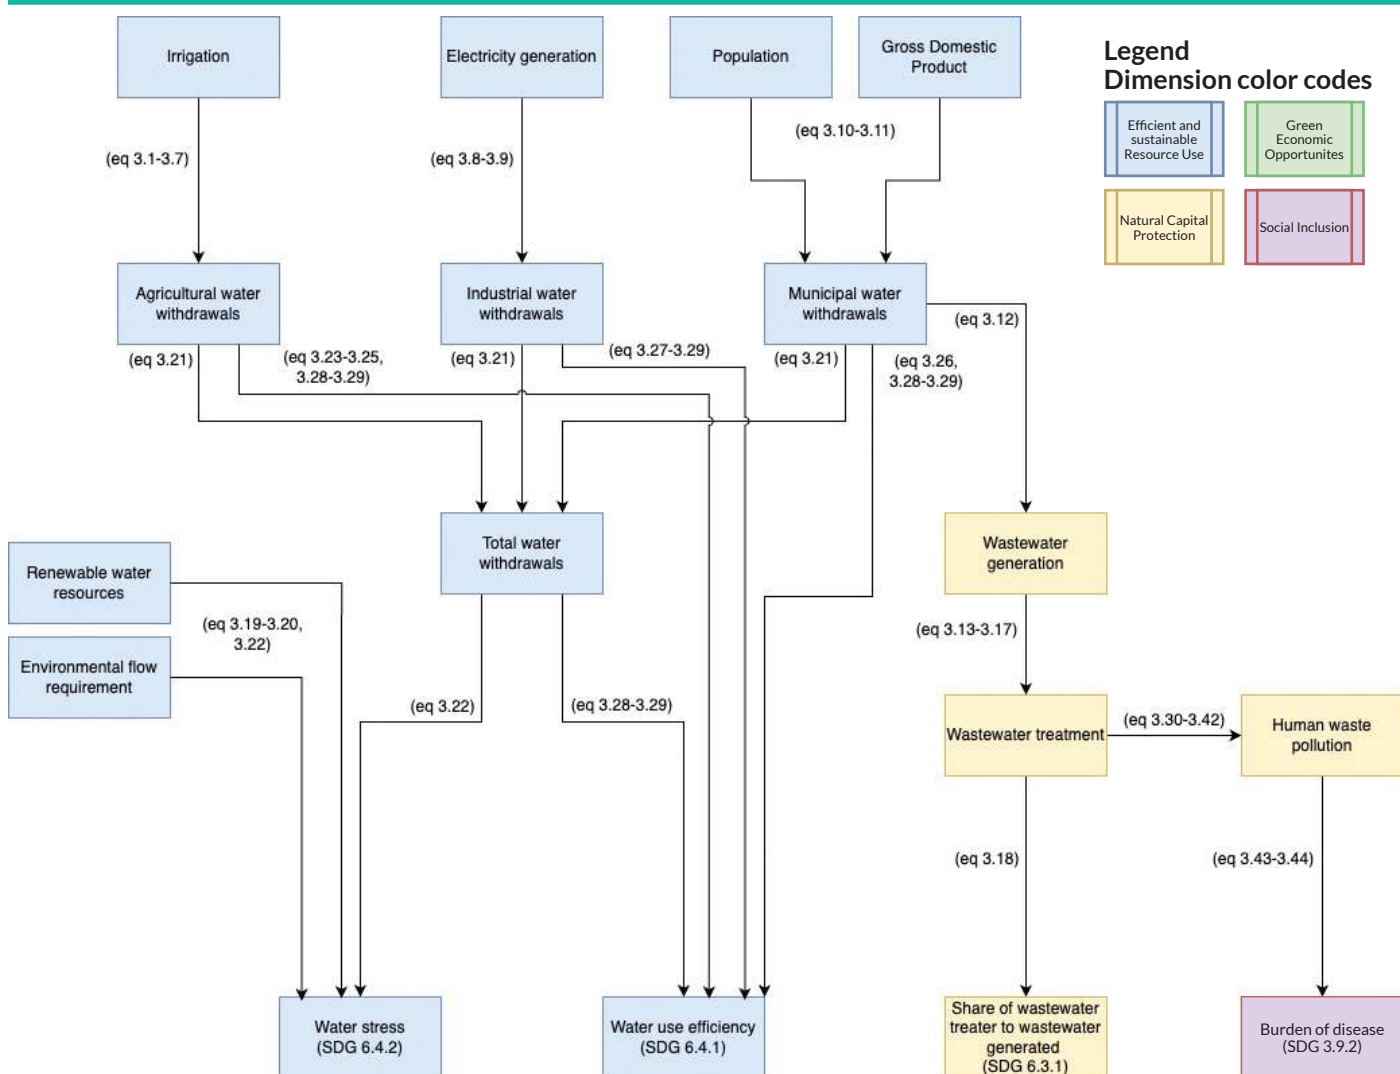 Irrigation
Electricity generation
Population
Gross Domestic
Product
Legend
Dimension color codes
Efficient and
sustainable
Resource Use
Green
Economic
Opportunites
Natural Capital
Protection
Social Inclusion
(eq 3.1-3.7)
(eq 3.8-3.9)
(eq 3.10-3.11)
Agricultural water
withdrawals
Industrial water
withdrawals
Municipal water
withdrawals
(eq 3.12)
(eq 3.21)
(eq 3.23-3.25,
3.28-3.29)
(eq 3.21)
(eq 3.27-3.29)
(eq 3.21)
(eq 3.26,
3.28-3.29)
Total water
withdrawals
Wastewater
generation
Renewable water
resources
(eq 3.19-3.20,
3.22)
Environmental flow
requirement
(eq 3.13-3.17)
(eq 3.22)
(eq 3.28-3.29)
Wastewater treatment
(eq 3.30-3.42)
Human waste
pollution
(eq 3.18)
(eq 3.43-3.44)
Water stress
(SDG 6.4.2)
Water use efficiency
(SDG 6.4.1)
Share of wastewater
treater to wastewater
generated
(SDG 6.3.1)
Burden of disease
(SDG 3.9.2)